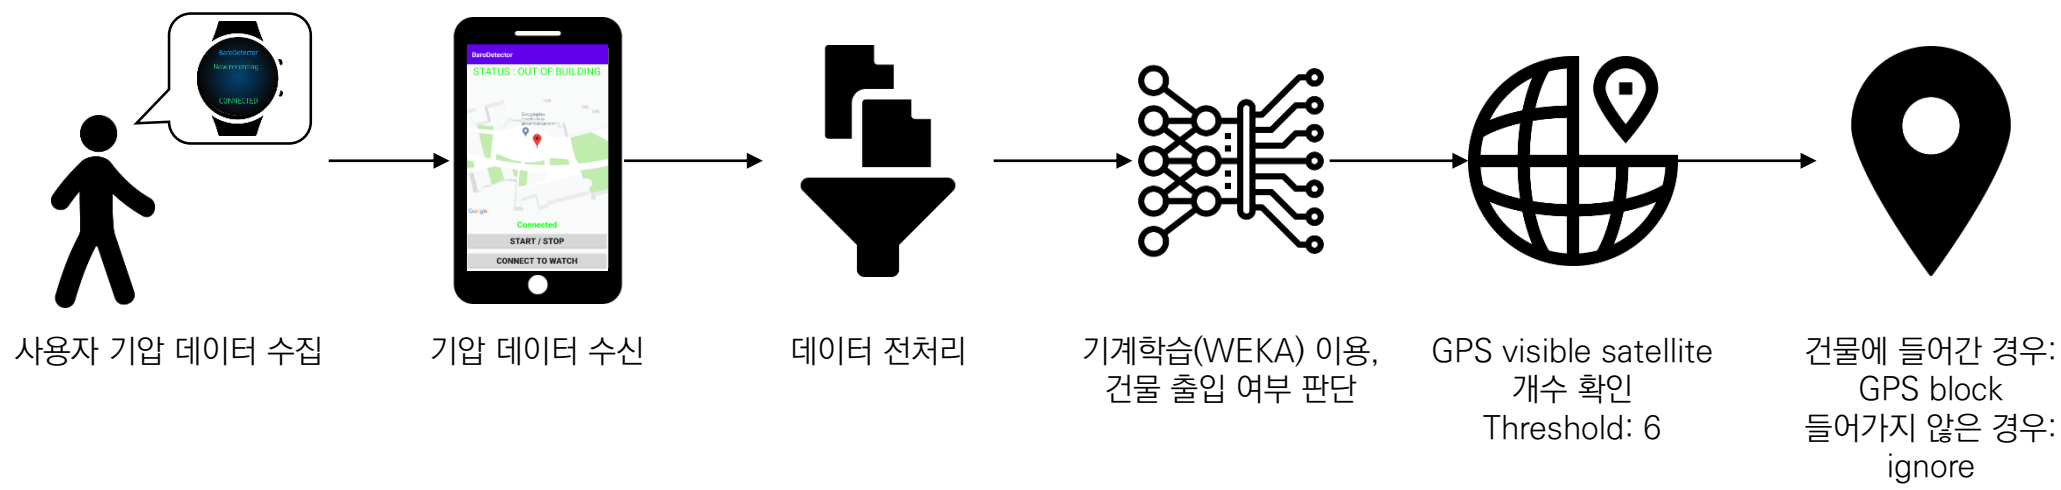 BaroDetector
Now recording
CONNECTED
BaroDetector
STATUS : OUT OF BUILDING
Google
Connected
START / STOP
CONNECT TO WATCH
사용자 기압 데이터 수집
기압 데이터 수신
데이터 전처리
기계학습(WEKA) 이용,
건물 출입 여부 판단
GPS visible satellite
개수 확인
Threshold: 6
건물에 들어간 경우:
GPS block
들어가지 않은 경우:
ignore